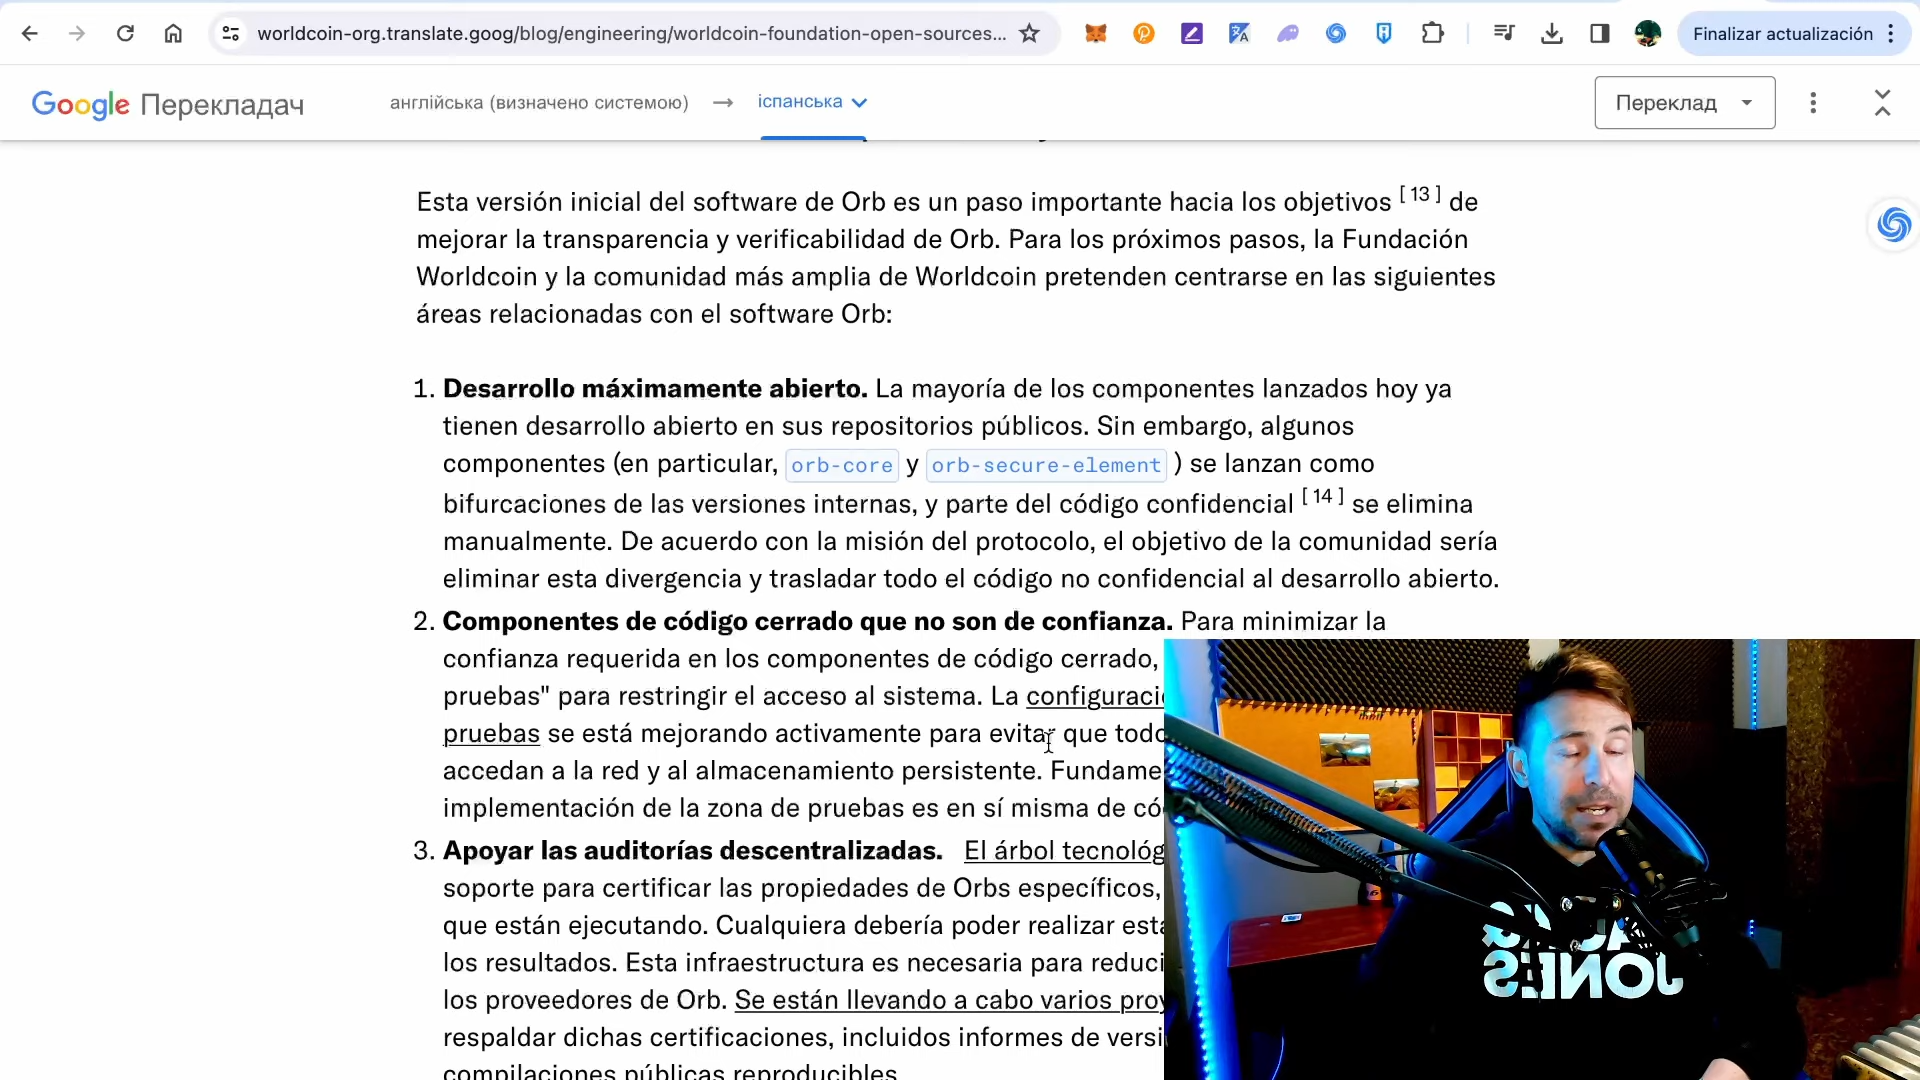 worldcoin-org.translate.goog/blog/engineering/worldcoin-foundation-open-sources...
Finalizar actualización
Google Перекладач
англійська (визначено системою) → іспанська
Переклад
Esta versión inicial del software de Orb es un paso importante hacia los objetivos [ 13 ] de
mejorar la transparencia y verificabilidad de Orb. Para los próximos pasos, la Fundación
Worldcoin y la comunidad más amplia de Worldcoin pretenden centrarse en las siguientes
áreas relacionadas con el software Orb:
1. Desarrollo máximamente abierto. La mayoría de los componentes lanzados hoy ya
tienen desarrollo abierto en sus repositorios públicos. Sin embargo, algunos
componentes (en particular, orb-core y orb-secure-element ) se lanzan como
bifurcaciones de las versiones internas, y parte del código confidencial [ 14 ] se elimina
manualmente. De acuerdo con la misión del protocolo, el objetivo de la comunidad sería
eliminar esta divergencia y trasladar todo el código no confidencial al desarrollo abierto.
2. Componentes de código cerrado que no son de confianza. Para minimizar la
confianza requerida en los componentes de código cerrado,
pruebas" para restringir el acceso al sistema. La configuraci
pruebas se está mejorando activamente para evitar que todo
accedan a la red y al almacenamiento persistente. Fundame
implementación de la zona de pruebas es en sí misma de có
3. Apoyar las auditorías descentralizadas. El árbol tecnológ
soporte para certificar las propiedades de Orbs específicos,
que están ejecutando. Cualquiera debería poder realizar esta
los resultados. Esta infraestructura es necesaria para reduci
los proveedores de Orb. Se están llevando a cabo varios proy
respaldar dichas certificaciones, incluidos informes de versi
compilaciones públicas reproducibles
JONES